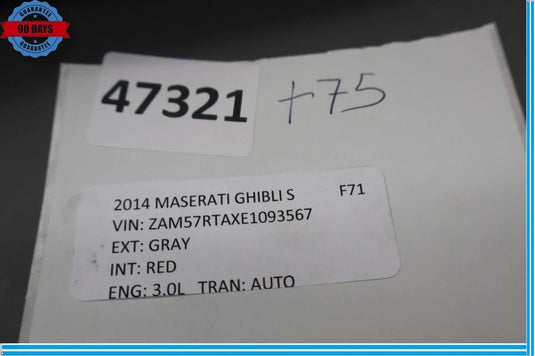 GUARANTEE
90 DAYS
GUARANTEE
47321 +75
2014 MASERATI GHIBLI S F71
VIN: ZAM57RTAXE1093567
EXT: GRAY
INT: RED
ENG: 3.0L TRAN: AUTO